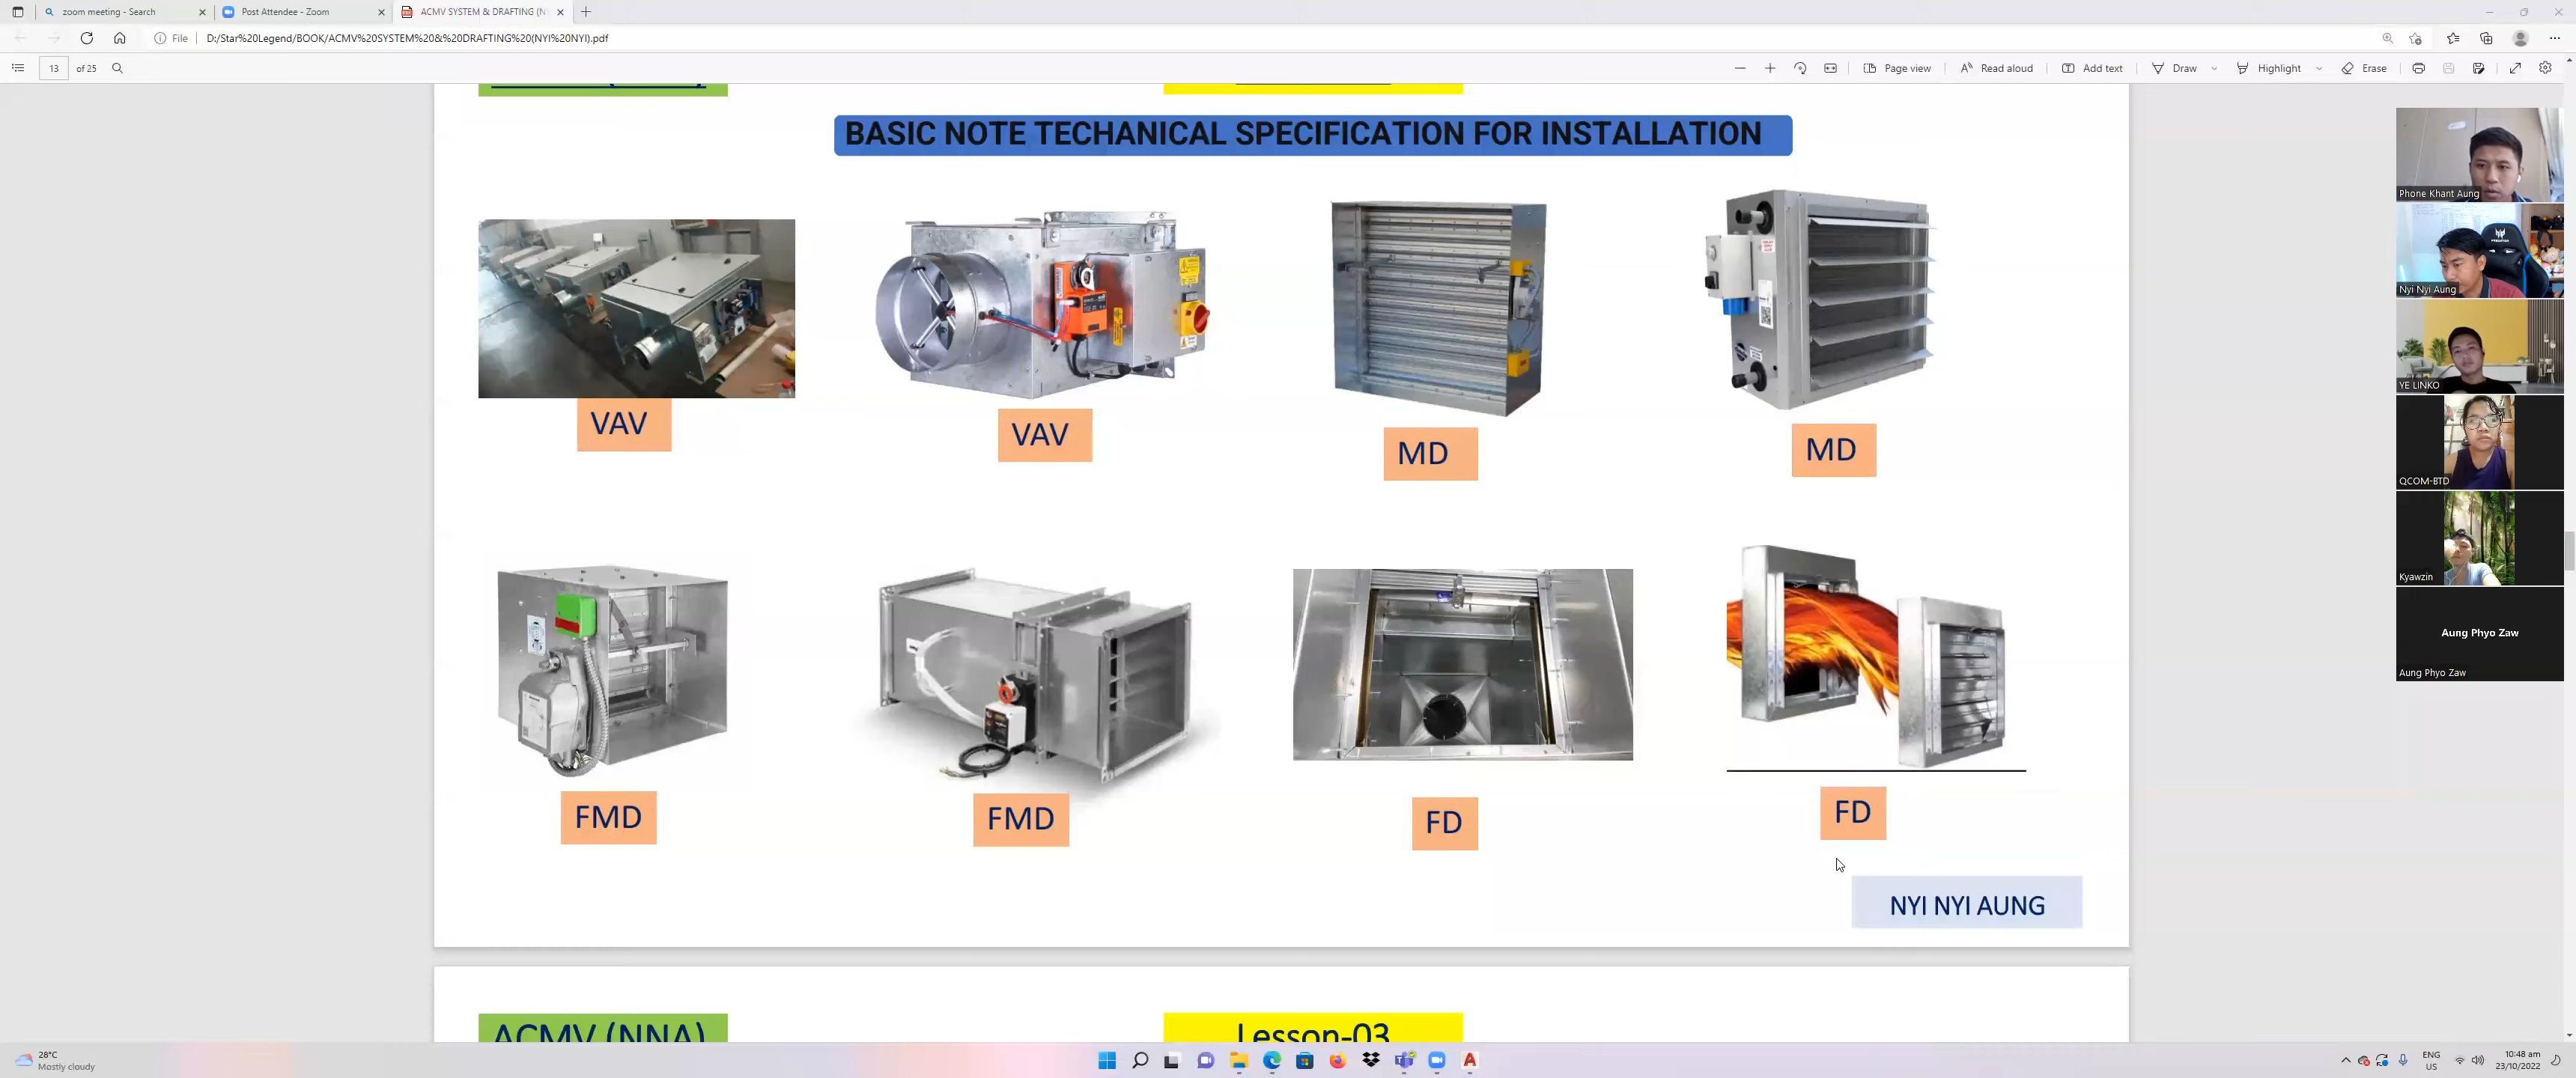 zoom meeting - Search
Post Attendee - Zoom
ACMV SYSTEM & DRAFTING (N
File
D:/Star%20Legend/BOOK/ACMV%20SYSTEM%20&%20DRAFTING%20(NYI%20NYI).pdf
13 of 25
Page view
Read aloud
Add text
Draw
Highlight
Erase
BASIC NOTE TECHANICAL SPECIFICATION FOR INSTALLATION
VAV
VAV
MD
MD
FMD
FMD
FD
FD
NYI NYI AUNG
ACMV (NNA)
Lesson-03
Phone Khant Aung
PREDATOR
Nyi Nyi Aung
YE LINKO
QCOM-BTD
Kyawzin
Aung Phyo Zaw
Aung Phyo Zaw
28°C
Mostly cloudy
ENG
US
10:48 am
23/10/2022